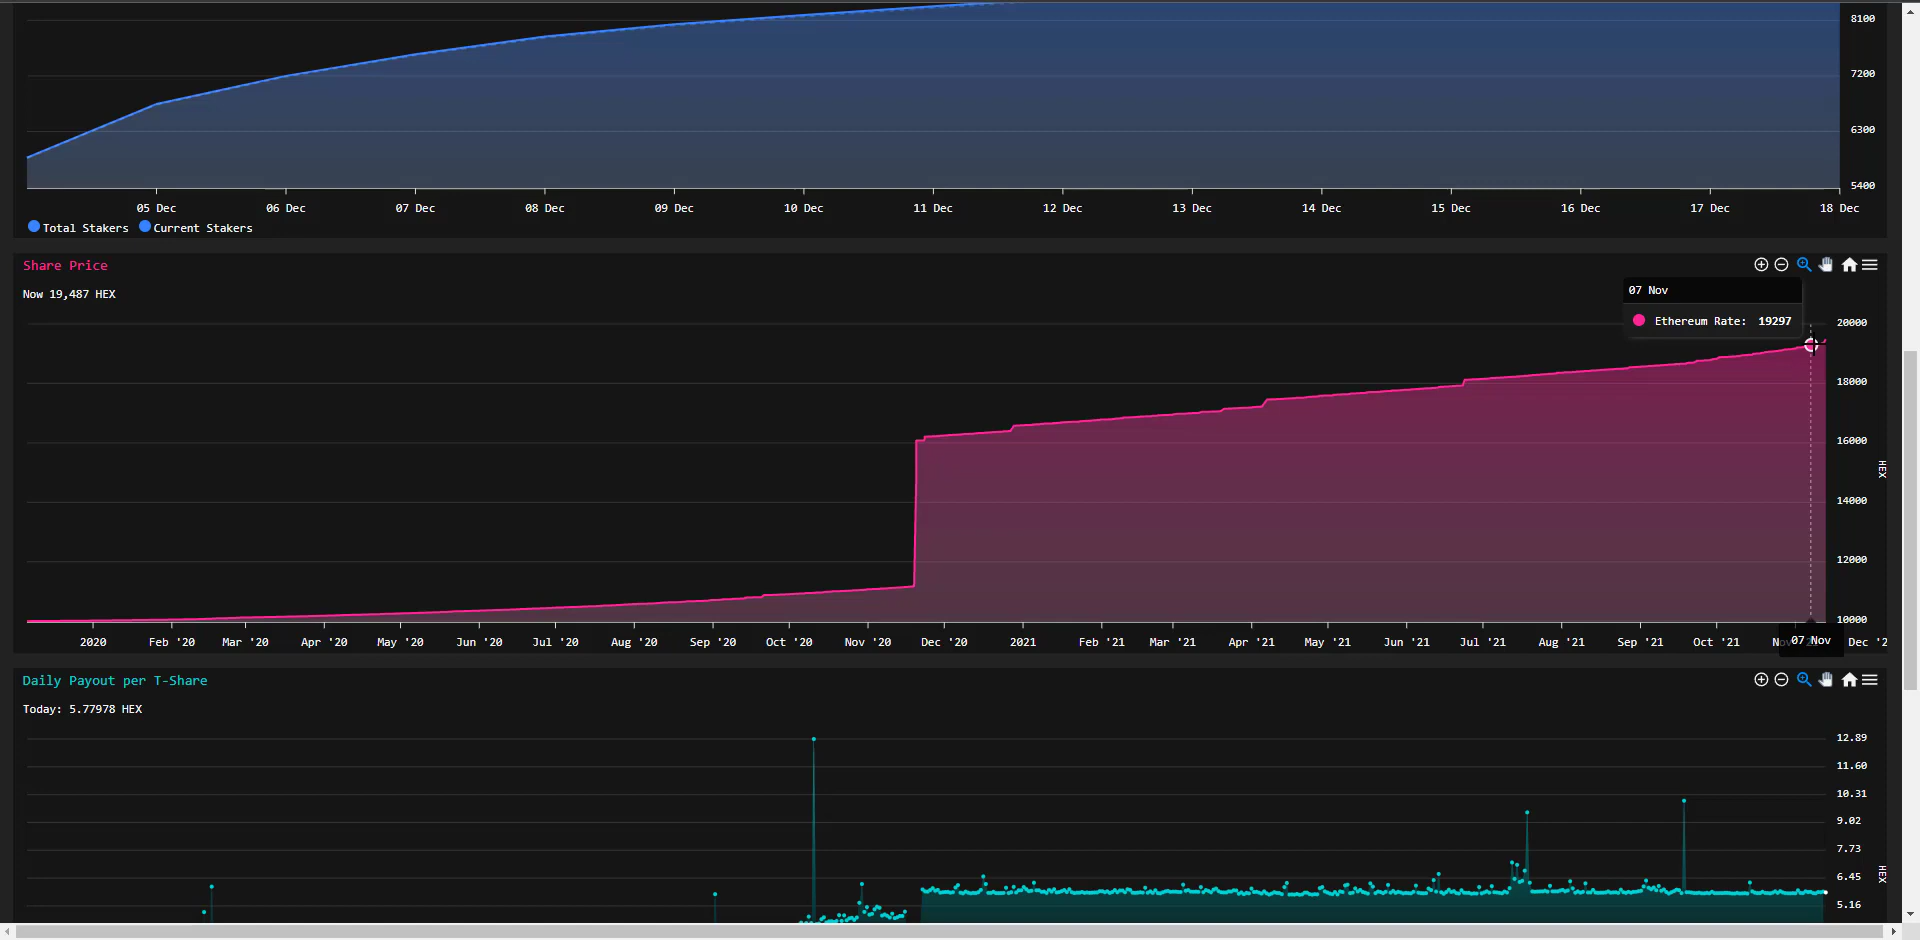 8100
7200
6300
5400
05 Dec 06 Dec 07 Dec 08 Dec 09 Dec 10 Dec 11 Dec 12 Dec 13 Dec 14 Dec 15 Dec 16 Dec 17 Dec 18 Dec
Total Stakers Current Stakers
Share Price
Now 19,487 HEX
07 Nov
Ethereum Rate: 19297
20000
18000
16000
HEX
14000
12000
10000
2020 Feb '20 Mar '20 Apr '20 May '20 Jun '20 Jul '20 Aug '20 Sep '20 Oct '20 Nov '20 Dec '20 2021 Feb '21 Mar '21 Apr '21 May '21 Jun '21 Jul '21 Aug '21 Sep '21 Oct '21 07 Nov Dec '2
Daily Payout per T-Share
Today: 5.77978 HEX
12.89
11.60
10.31
9.02
7.73
6.45
HEX
5.16